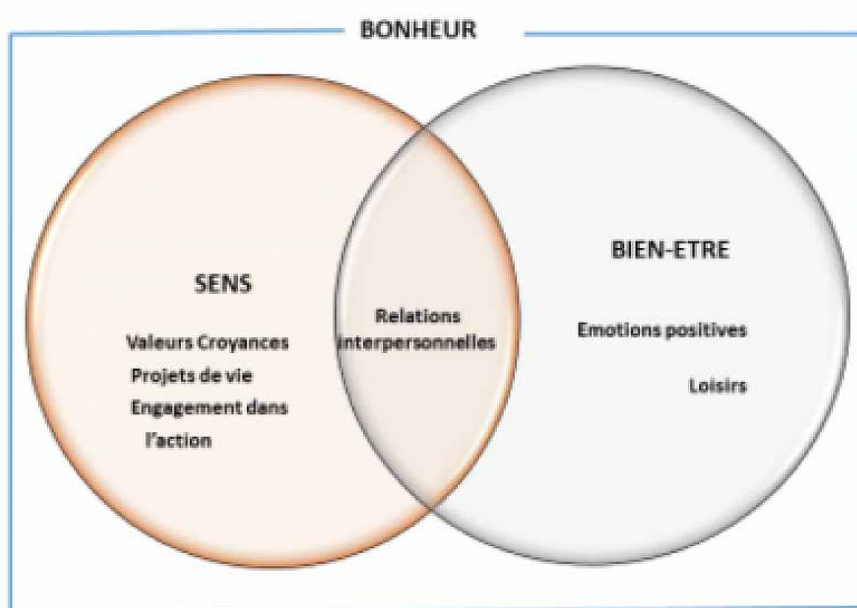 BONHEUR
SENS
Valeurs Croyances
Projets de vie
Engagement dans
l'action
Relations
interpersonnelles
BIEN-ETRE
Emotions positives
Loisirs